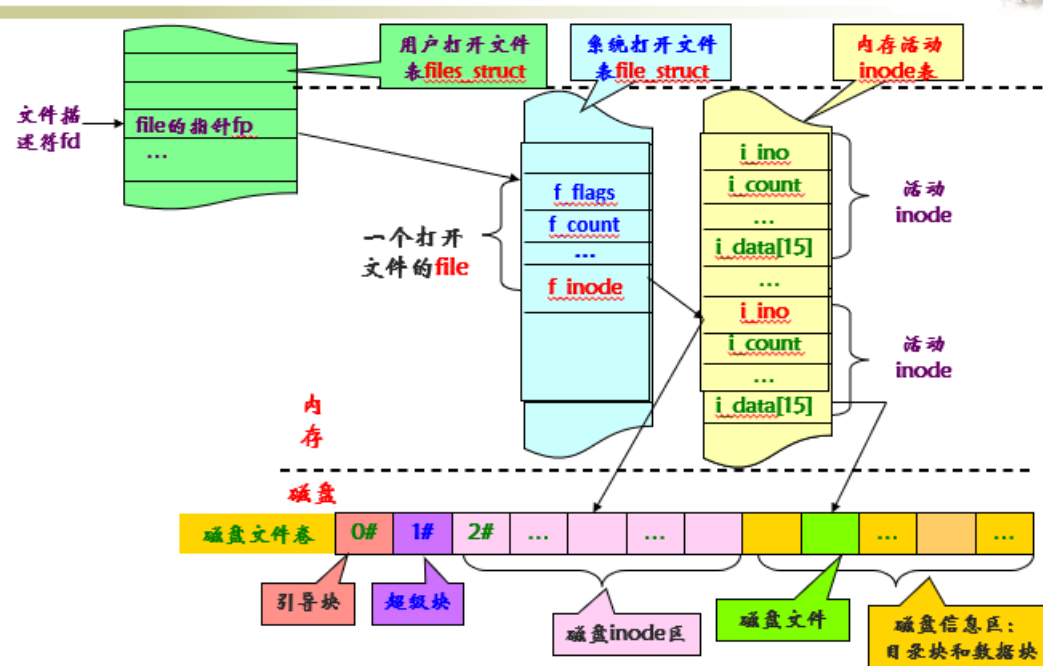 用户打开文件
表files_struct
系统打开文件
表file_struct
内存活动
inode表
文件描
述符fd
file的指针fp
...
一个打开
文件的file
f_flags
f_count
...
f_inode
i_ino
i_count
...
i_data[15]
...
i_ino
i_count
...
i_data[15]
活动
inode
活动
inode
内
存
磁盘
磁盘文件卷
0#
1#
2#
...
...
...
...
引导块
超级块
磁盘inode区
磁盘文件
磁盘信息区:
目录块和数据块